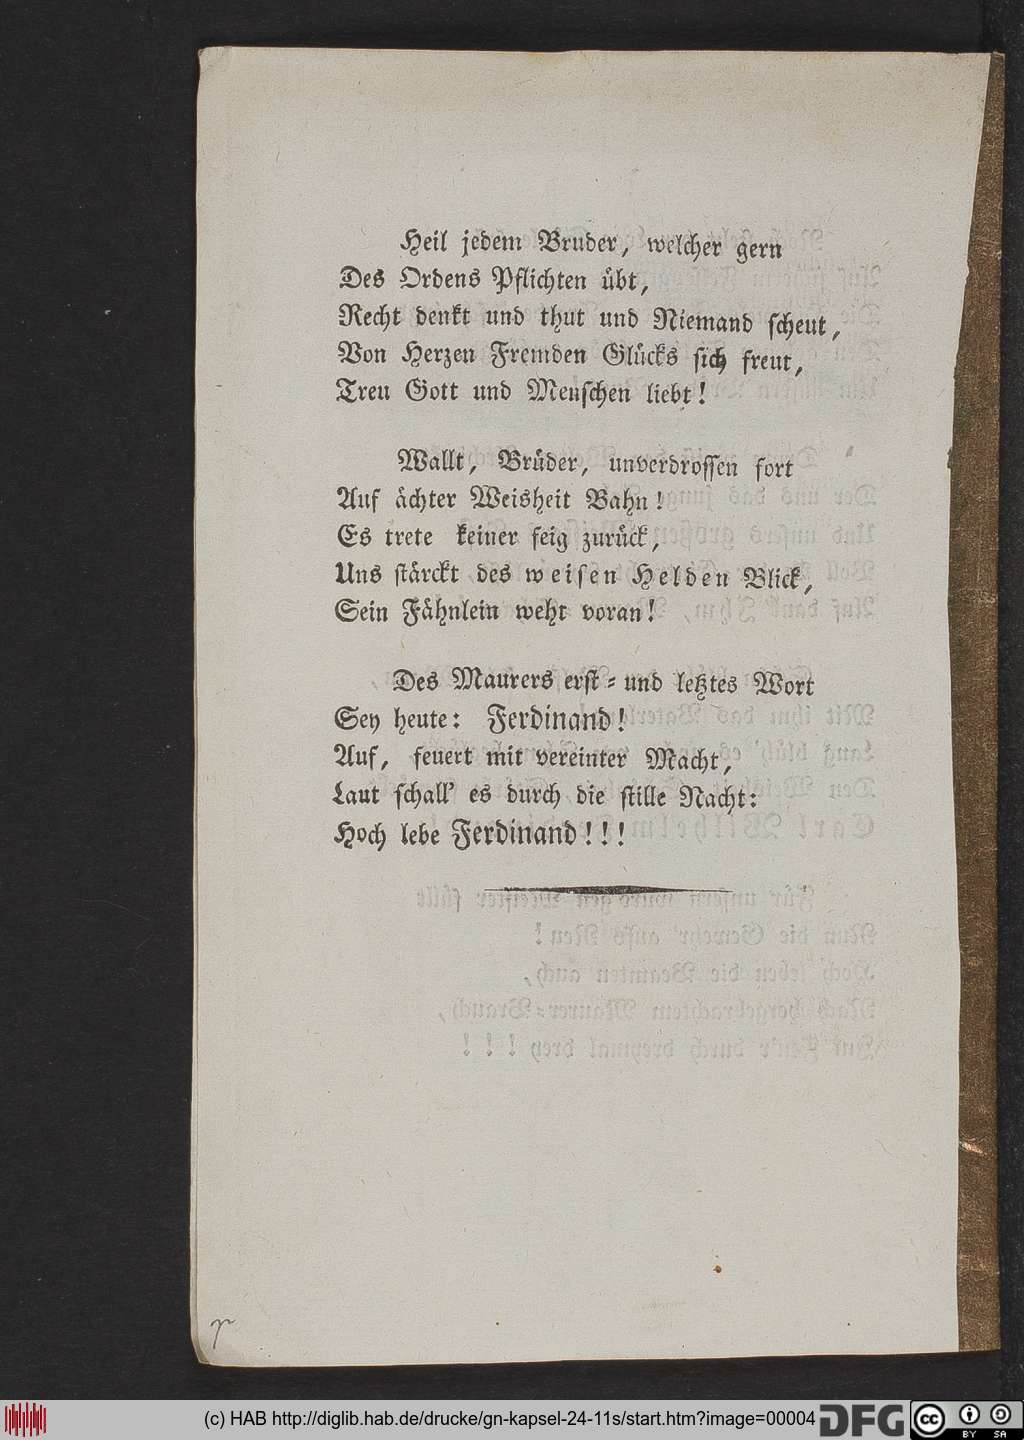 Heil jedem Bruder, welcher gern
Des Ordens Pflichten übt,
Recht denkt und thut und Niemand scheut,
Von Herzen Fremden Glücks sich freut,
Treu Gott und Menschen liebt!
Wallt, Brüder, unverdrossen fort
Auf ächter Weisheit Bahn!
Es trete keiner feig zurück,
Uns stärckt des weisen Helden Blick,
Sein Fähnlein weht voran!
Des Maurers erst- und letztes Wort
Sey heute: Ferdinand!
Auf, feuert mit vereinter Macht,
Laut schall' es durch die stille Nacht:
Hoch lebe Ferdinand!!!
(c) HAB http://diglib.hab.de/drucke/gn-kapsel-24-11s/start.htm?image=00004 DFG cc BY SA